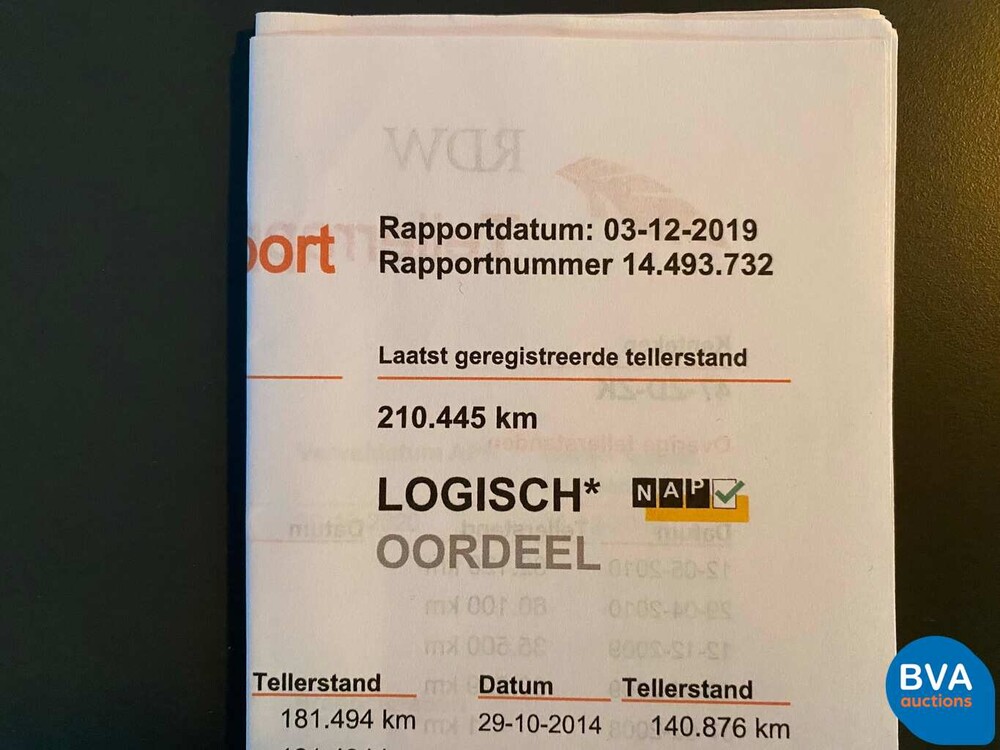 port
Rapportdatum: 03-12-2019
Rapportnummer 14.493.732
Laatst geregistreerde tellerstand
210.445 km
LOGISCH* NAP
OORDEEL
Tellerstand Datum Tellerstand
181.494 km 29-10-2014 140.876 km
BVA
auctions